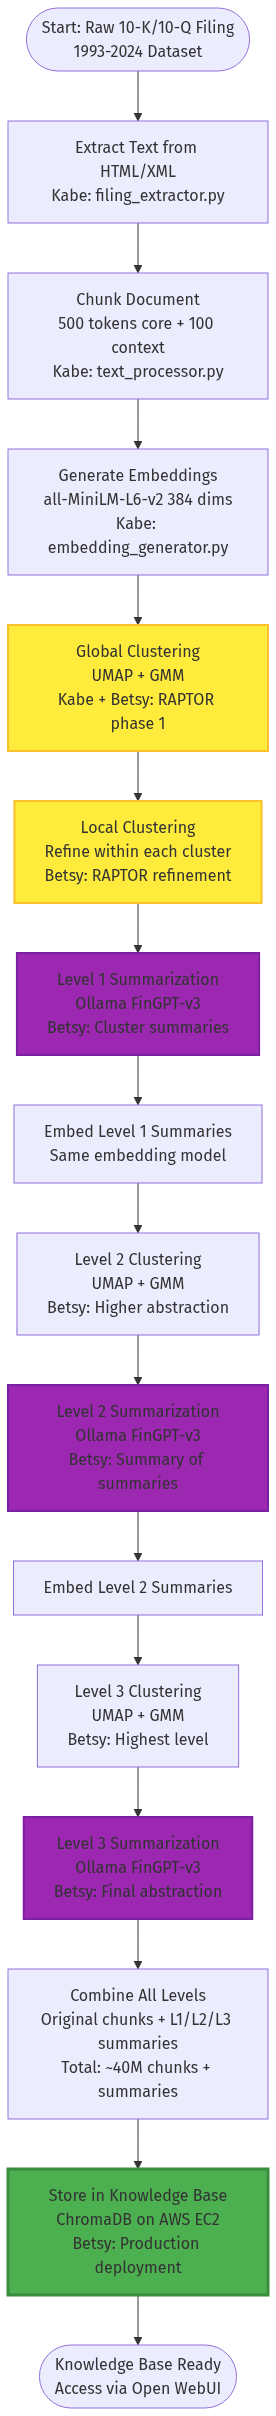 Start: Raw 10-K/10-Q Filing
1993-2024 Dataset
Extract Text from
HTML/XML
Kabe: filing_extractor.py
Chunk Document
500 tokens core + 100
context
Kabe: text_processor.py
Generate Embeddings
all-MiniLM-L6-v2 384 dims
Kabe:
embedding_generator.py
Global Clustering
UMAP + GMM
Kabe + Betsy: RAPTOR
phase 1
Local Clustering
Refine within each cluster
Betsy: RAPTOR refinement
Level 1 Summarization
Ollama FinGPT-v3
Betsy: Cluster summaries
Embed Level 1 Summaries
Same embedding model
Level 2 Clustering
UMAP + GMM
Betsy: Higher abstraction
Level 2 Summarization
Ollama FinGPT-v3
Betsy: Summary of
summaries
Embed Level 2 Summaries
Level 3 Clustering
UMAP + GMM
Betsy: Highest level
Level 3 Summarization
Ollama FinGPT-v3
Betsy: Final abstraction
Combine All Levels
Original chunks + L1/L2/L3
summaries
Total: ~40M chunks +
summaries
Store in Knowledge Base
ChromaDB on AWS EC2
Betsy: Production
deployment
Knowledge Base Ready
Access via Open WebUI